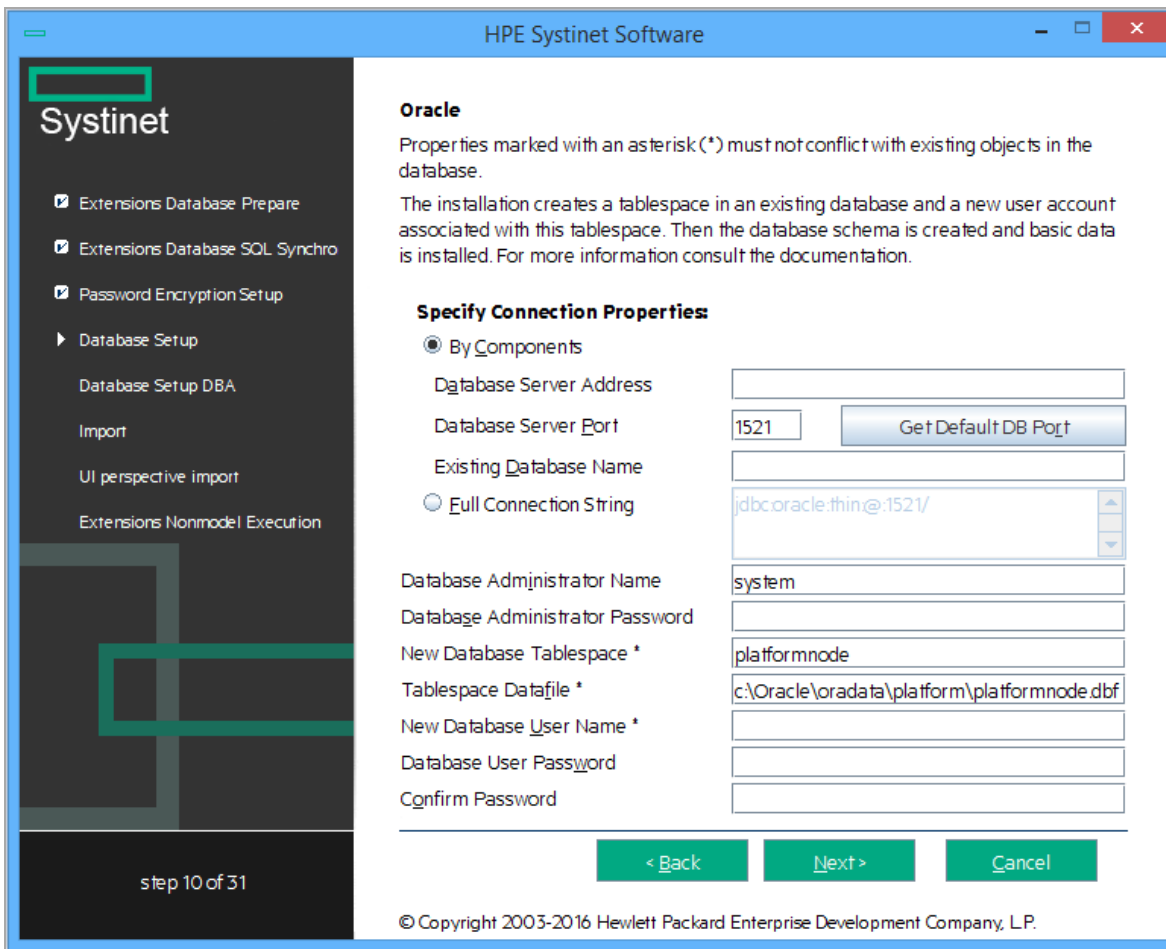 HPE Systinet Software
Systinet
Extensions Database Prepare
Extensions Database SQL Synchro
Password Encryption Setup
Database Setup
Database Setup DBA
Import
UI perspective import
Extensions Nonmodel Execution
step 10 of 31
Oracle
Properties marked with an asterisk (*) must not conflict with existing objects in the
database.
The installation creates a tablespace in an existing database and a new user account
associated with this tablespace. Then the database schema is created and basic data
is installed. For more information consult the documentation.
Specify Connection Properties:
By Components
Database Server Address
Database Server Port 1521 Get Default DB Port
Existing Database Name
Full Connection String jdbc:oracle:thin:@:1521/
Database Administrator Name system
Database Administrator Password
New Database Tablespace * platformnode
Tablespace Datafile * c:\Oracle\oradata\platform\platformnode.dbf
New Database User Name *
Database User Password
Confirm Password
< Back Next > Cancel
© Copyright 2003-2016 Hewlett Packard Enterprise Development Company, L.P.